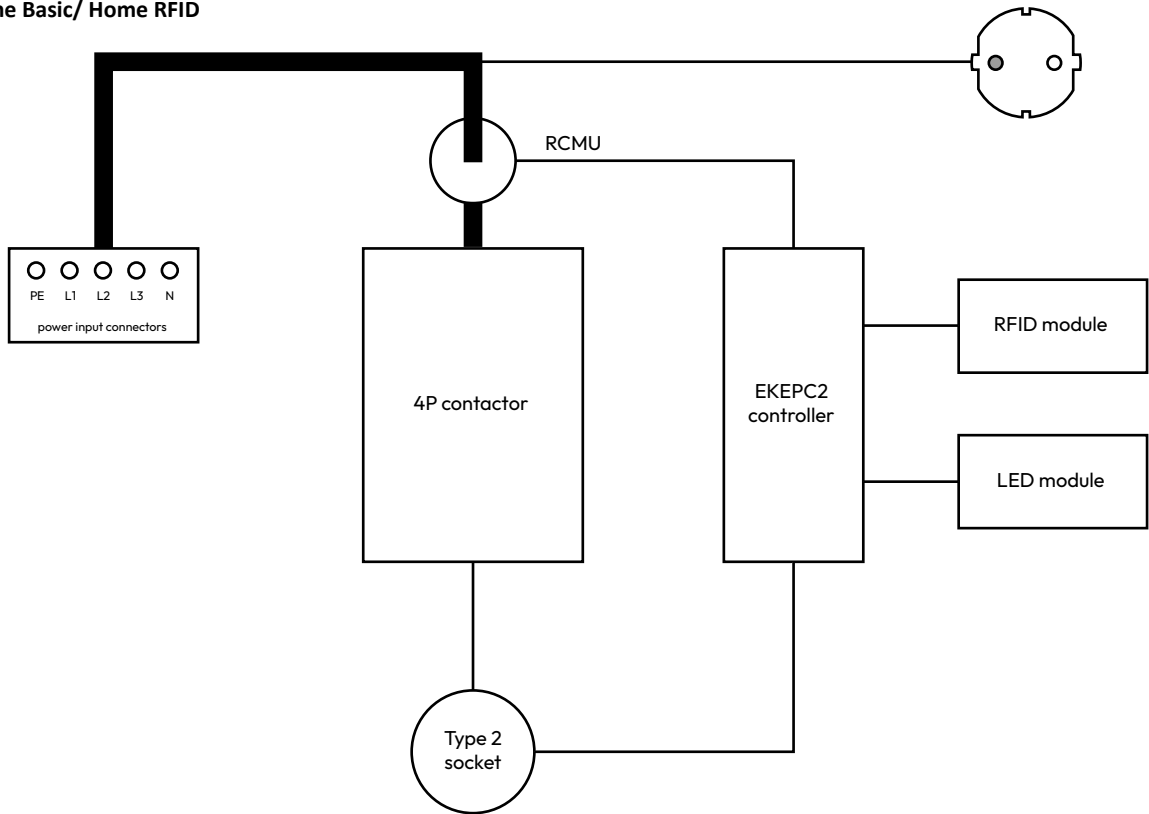 Basic/ Home RFID
RCMU
PE L1 L2 L3 N
power input connectors
4P contactor
EKEPC2
controller
RFID module
LED module
Type 2
socket